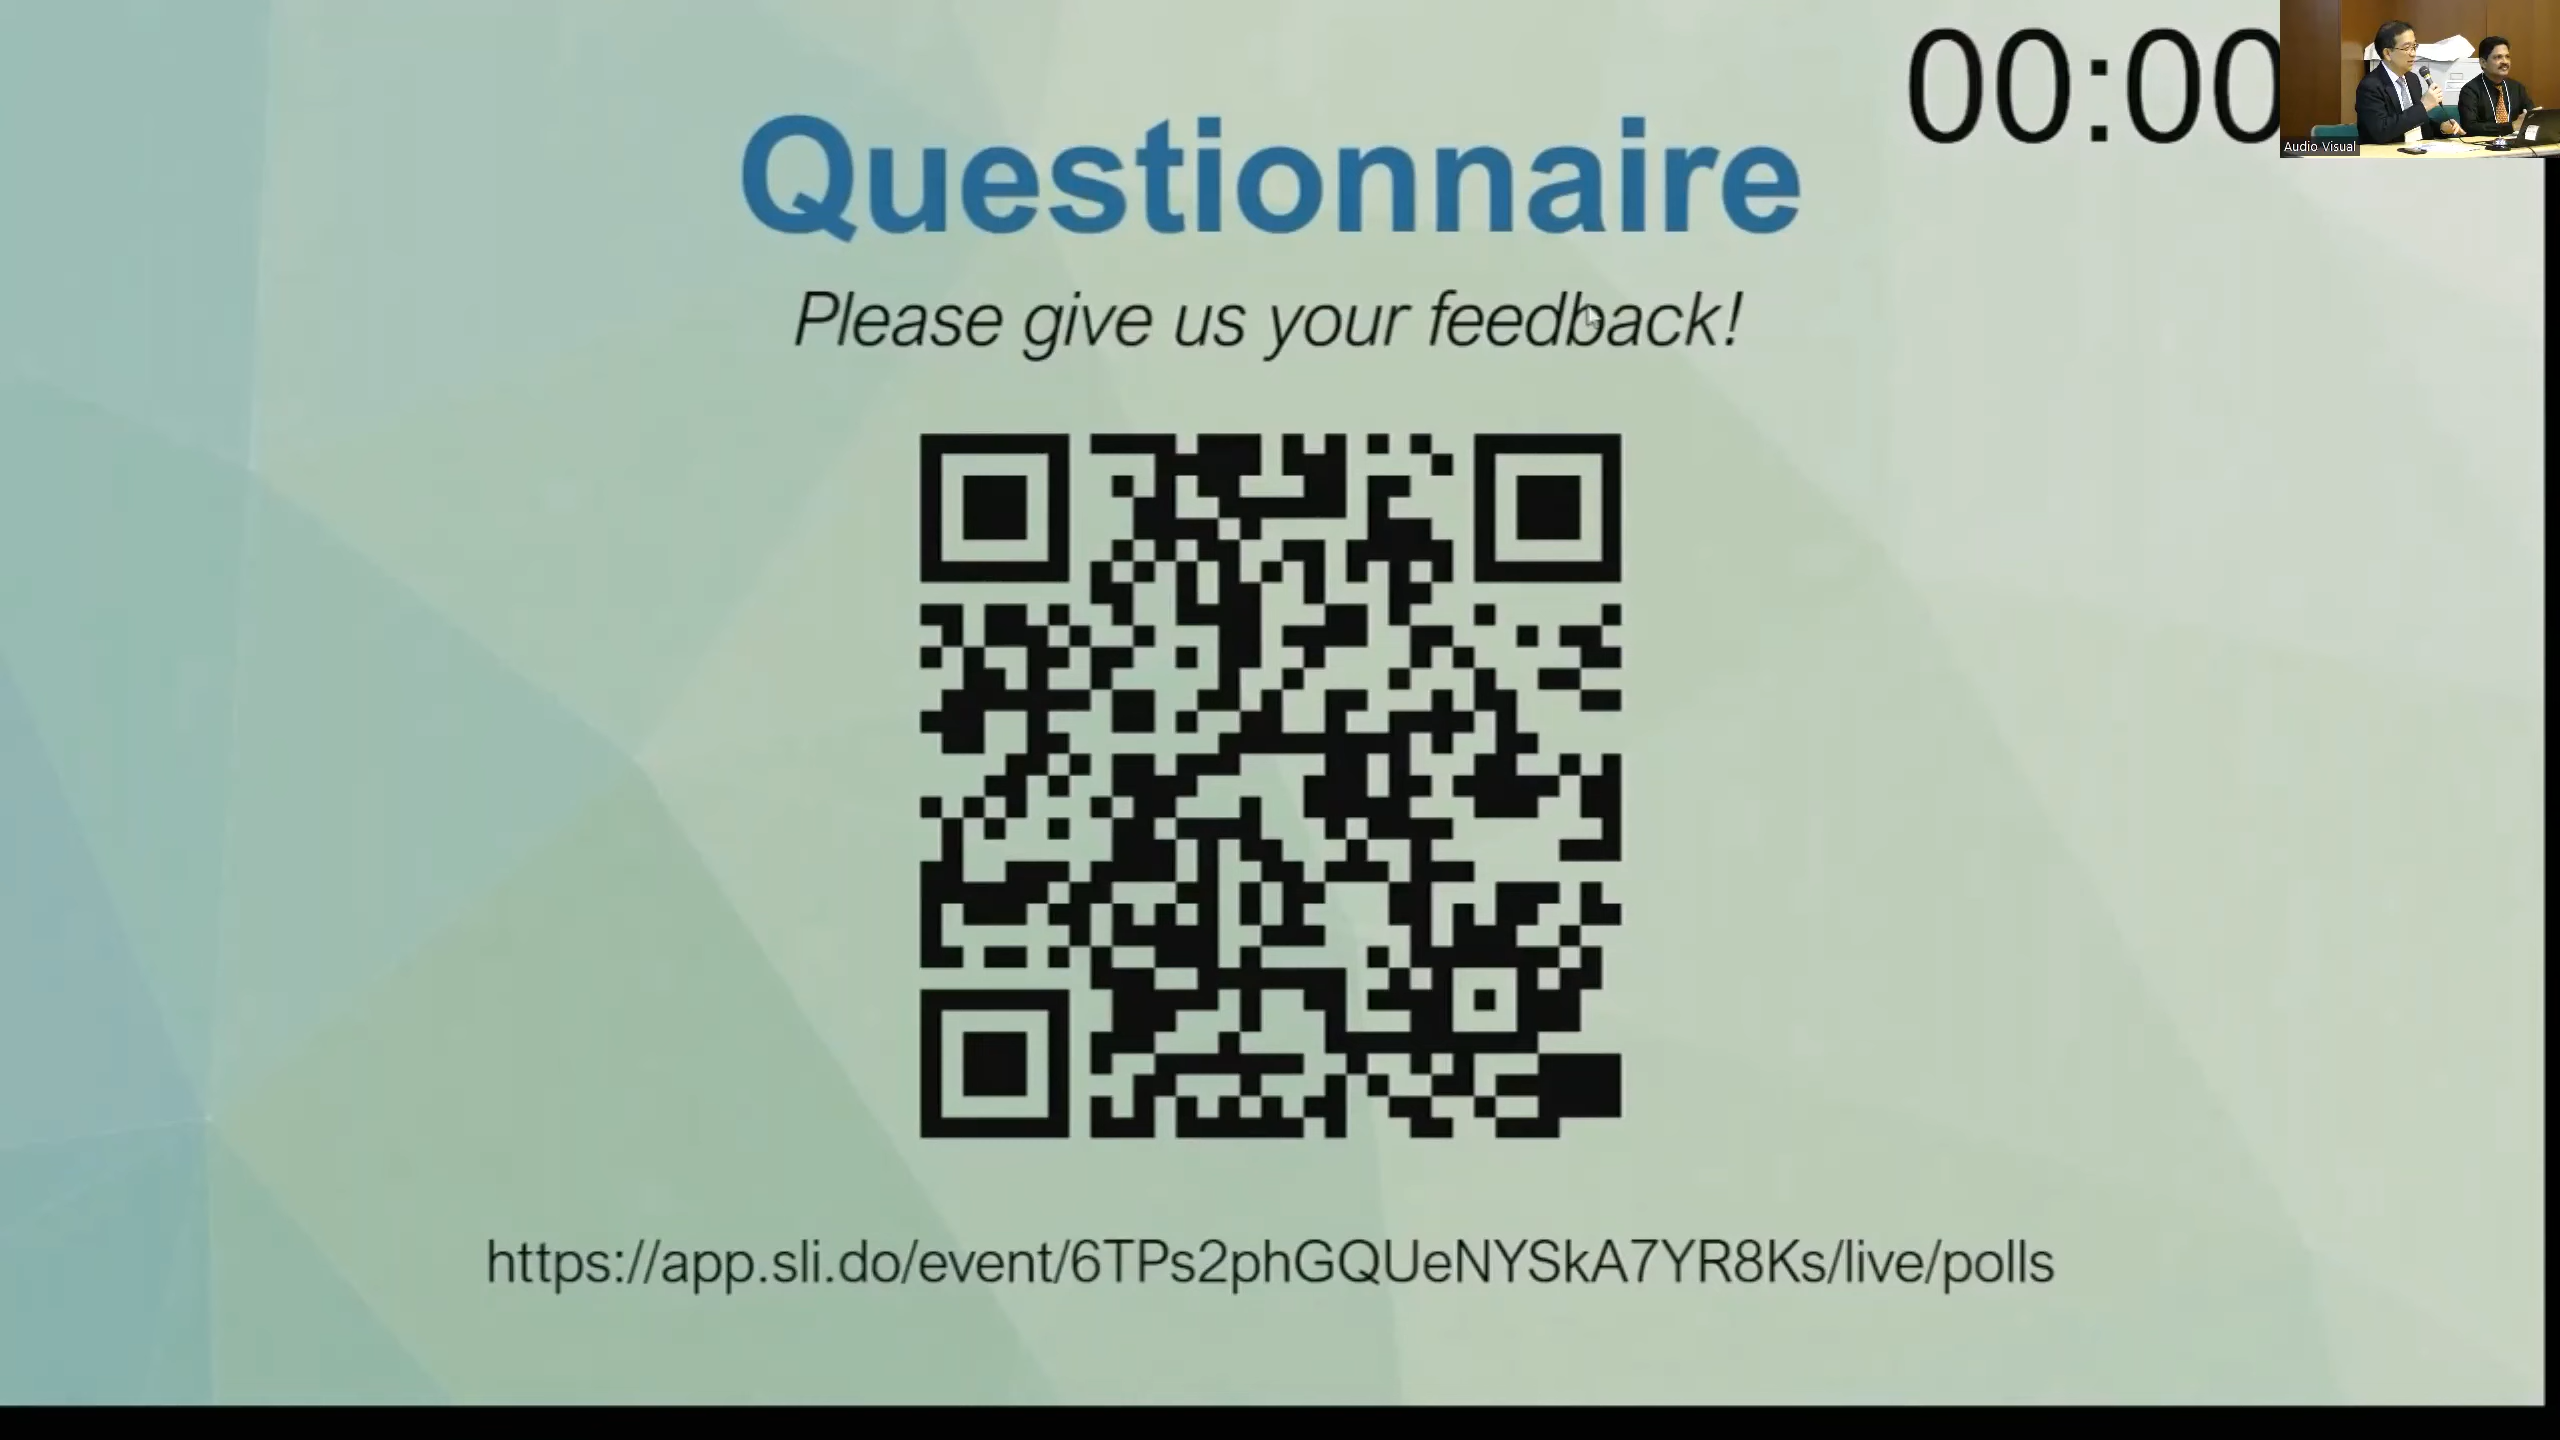 00:00
Audio Visual
Questionnaire
Please give us your feedback!
https://app.sli.do/event/6TPs2phGQUeNYSkA7YR8Ks/live/polls